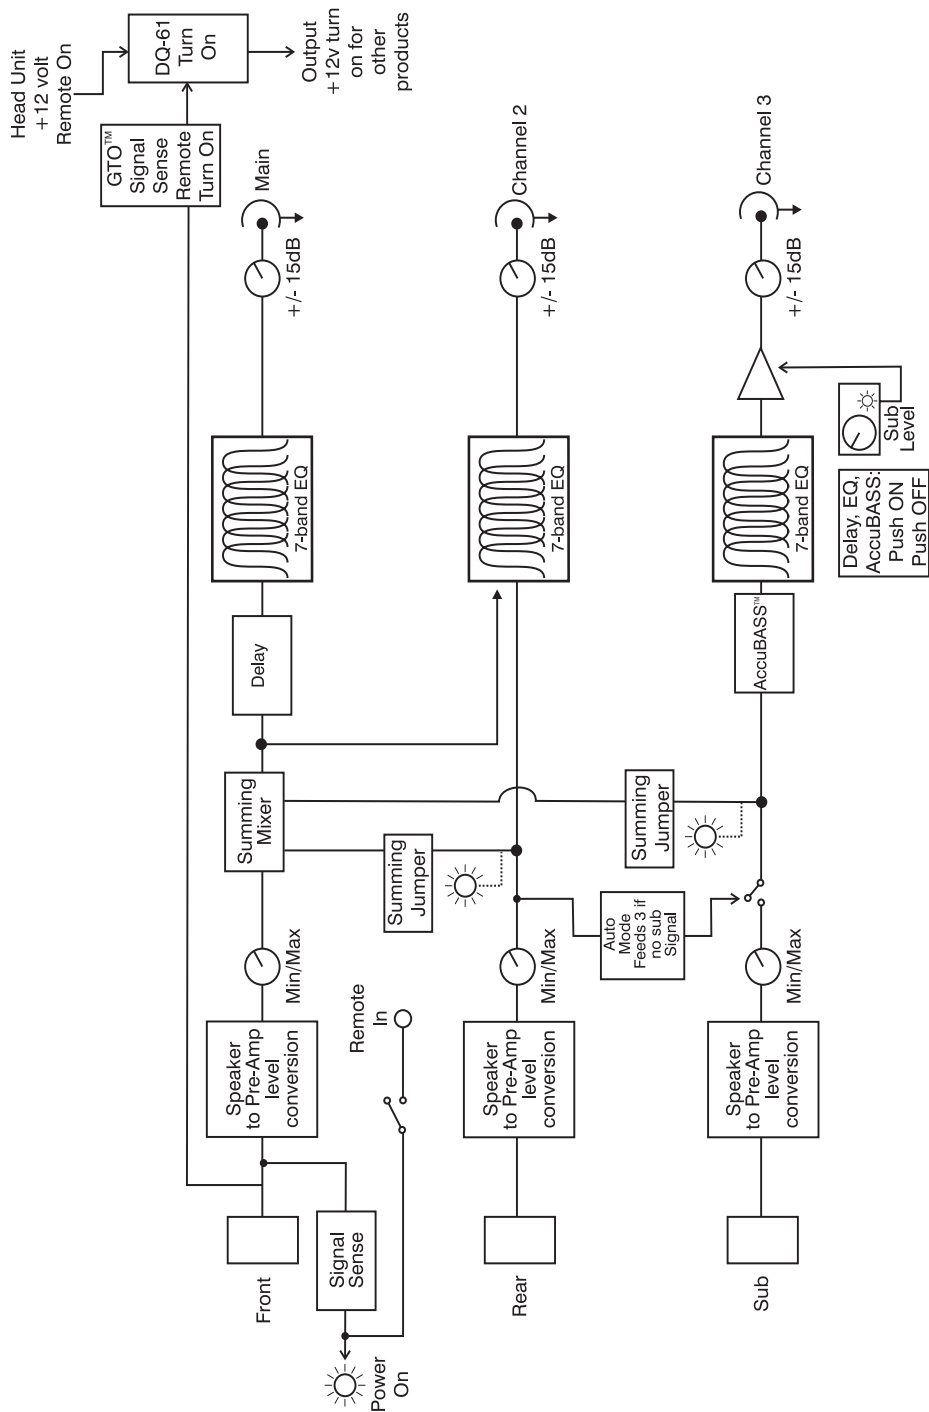 Head Unit
+12 volt
Remote On
DQ-61
Turn
On
Output
+12v turn
on for
other
products
GTO™
Signal
Sense
Remote
Turn On
Front
Speaker
to Pre-Amp
level
conversion
Min/Max
Summing
Mixer
Delay
7-band EQ
+/- 15dB
Main
Signal
Sense
Power
On
Remote
In
Summing
Jumper
Rear
Speaker
to Pre-Amp
level
conversion
Min/Max
7-band EQ
+/- 15dB
Channel 2
Auto
Mode
Feeds 3 if
no sub
Signal
Summing
Jumper
Sub
Speaker
to Pre-Amp
level
conversion
Min/Max
AccuBASS™
7-band EQ
+/- 15dB
Channel 3
Sub
Level
Delay, EQ,
AccuBASS:
Push ON
Push OFF